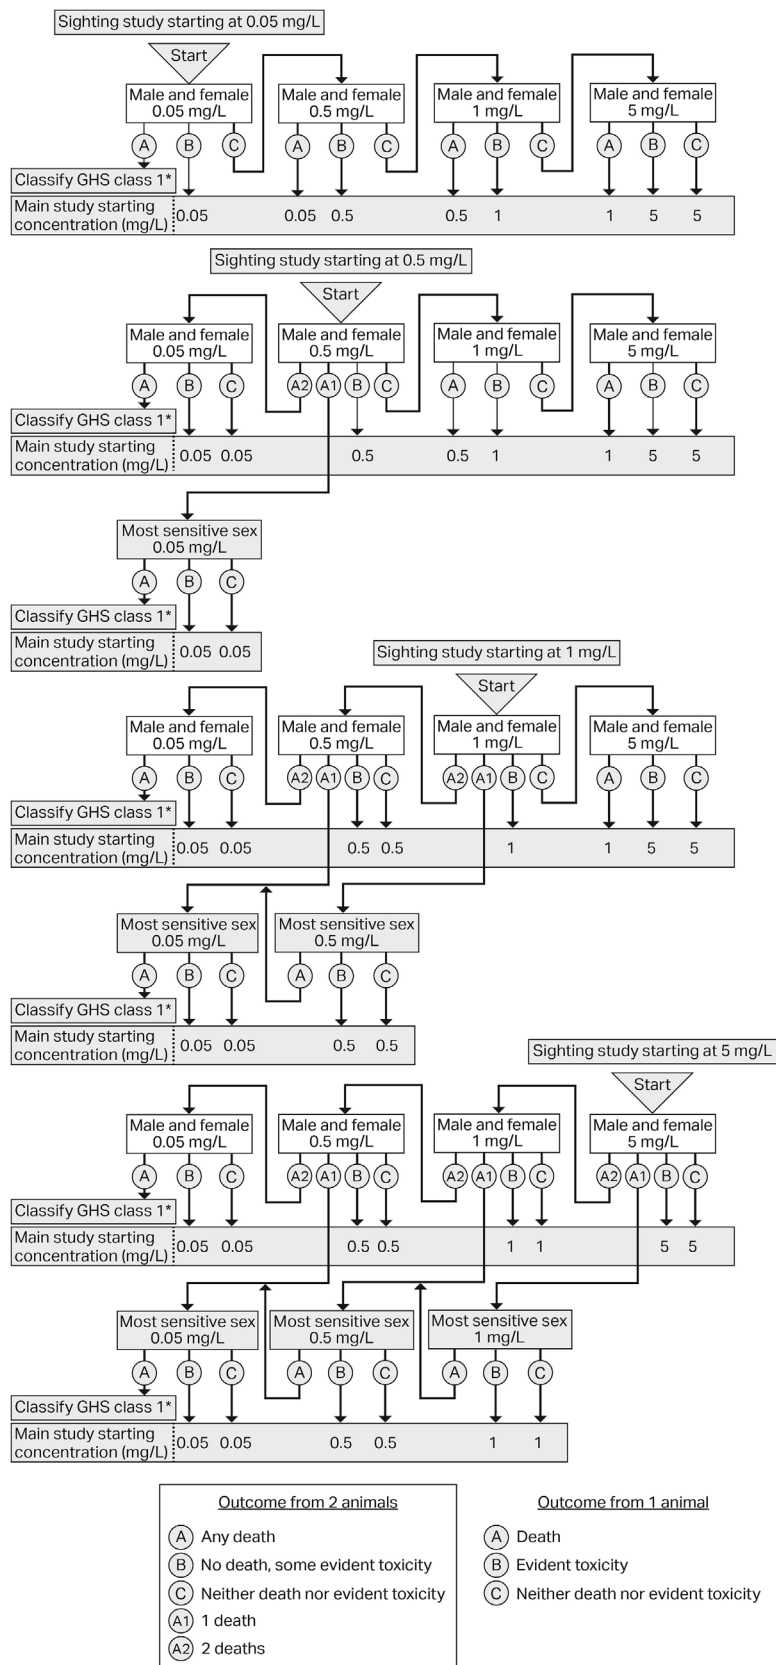 Sighting study starting at 0.05 mg/L
Start
Male and female
0.05 mg/L
Male and female
0.5 mg/L
Male and female
1 mg/L
Male and female
5 mg/L
A B C A B C A B C A B C
Classify GHS class 1*
Main study starting
concentration (mg/L)
0.05 0.05 0.5 0.5 1 1 5 5
Sighting study starting at 0.5 mg/L
Start
Male and female
0.05 mg/L
Male and female
0.5 mg/L
Male and female
1 mg/L
Male and female
5 mg/L
A B C A2 A1 B C A B C A B C
Classify GHS class 1*
Main study starting
concentration (mg/L)
0.05 0.05 0.5 0.5 1 1 5 5
Most sensitive sex
0.05 mg/L
A B C
Classify GHS class 1*
Main study starting
concentration (mg/L)
0.05 0.05
Sighting study starting at 1 mg/L
Start
Male and female
0.05 mg/L
Male and female
0.5 mg/L
Male and female
1 mg/L
Male and female
5 mg/L
A B C A2 A1 B C A2 A1 B C A B C
Classify GHS class 1*
Main study starting
concentration (mg/L)
0.05 0.05 0.5 0.5 1 1 5 5
Most sensitive sex
0.05 mg/L
Most sensitive sex
0.5 mg/L
A B C A B C
Classify GHS class 1*
Main study starting
concentration (mg/L)
0.05 0.05 0.5 0.5
Sighting study starting at 5 mg/L
Start
Male and female
0.05 mg/L
Male and female
0.5 mg/L
Male and female
1 mg/L
Male and female
5 mg/L
A B C A2 A1 B C A2 A1 B C A2 A1 B C
Classify GHS class 1*
Main study starting
concentration (mg/L)
0.05 0.05 0.5 0.5 1 1 5 5
Most sensitive sex
0.05 mg/L
Most sensitive sex
0.5 mg/L
Most sensitive sex
1 mg/L
A B C A B C A B C
Classify GHS class 1*
Main study starting
concentration (mg/L)
0.05 0.05 0.5 0.5 1 1
Outcome from 2 animals
A Any death
B No death, some evident toxicity
C Neither death nor evident toxicity
A1 1 death
A2 2 deaths
Outcome from 1 animal
A Death
B Evident toxicity
C Neither death nor evident toxicity